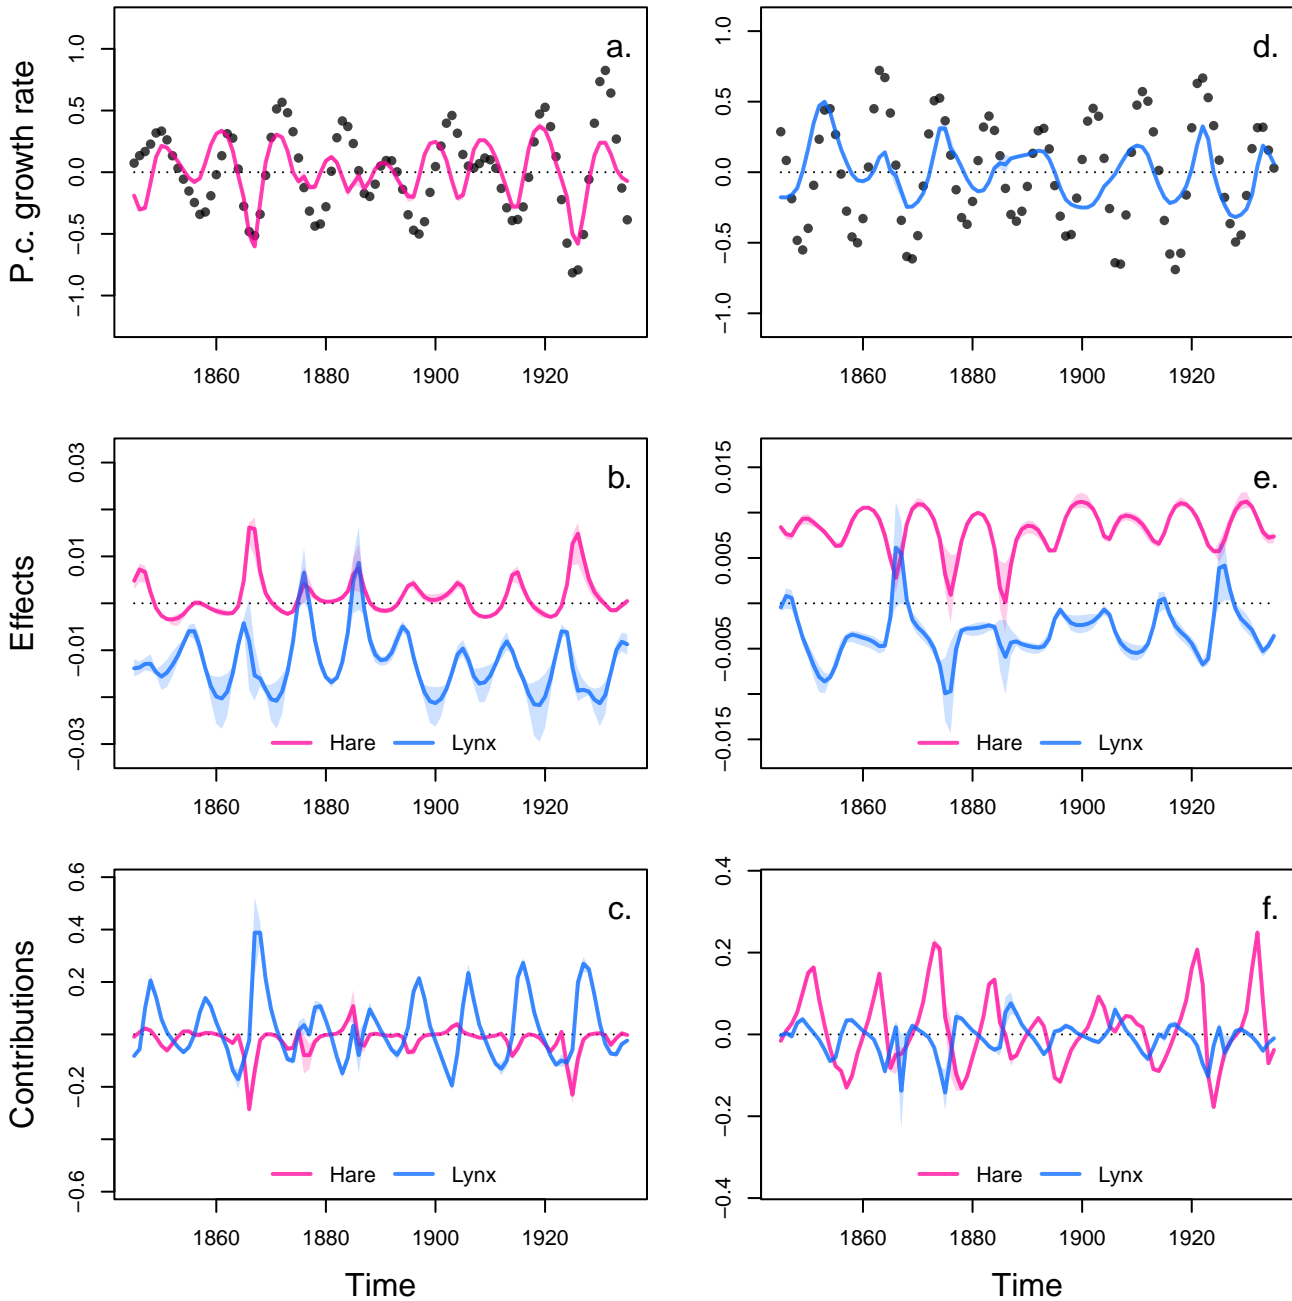 P.c. growth rate
a.
1.0
0.5
0.0
−0.5
−1.0
1860 1880 1900 1920
d.
1.0
0.5
0.0
−0.5
−1.0
1860 1880 1900 1920
Effects
b.
0.03
0.01
−0.01
−0.03
Hare Lynx
1860 1880 1900 1920
e.
0.015
0.005
−0.005
−0.015
Hare Lynx
1860 1880 1900 1920
Contributions
c.
0.6
0.4
0.2
−0.2
−0.6
Hare Lynx
1860 1880 1900 1920
Time
f.
0.4
0.2
0.0
−0.2
−0.4
Hare Lynx
1860 1880 1900 1920
Time